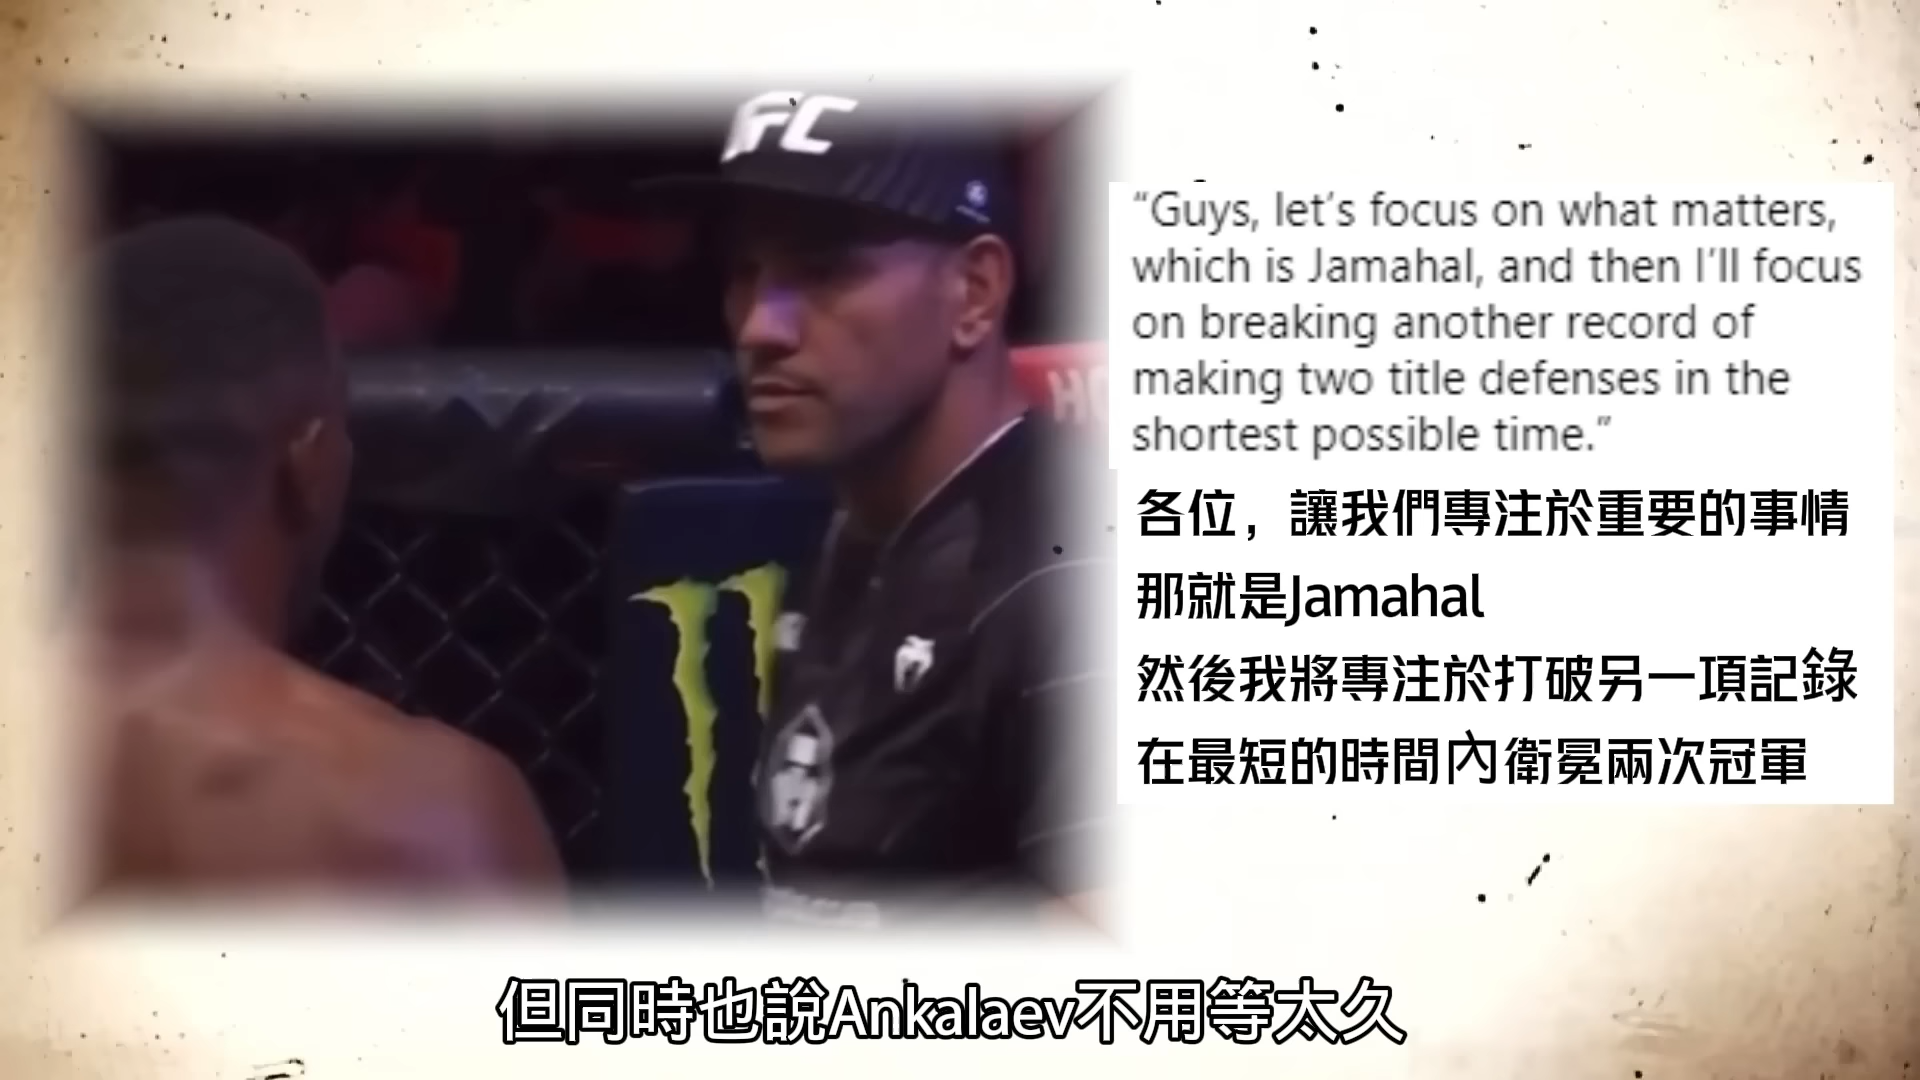 UFC
"Guys, let's focus on what matters,
which is Jamahal, and then I'll focus
on breaking another record of
making two title defenses in the
shortest possible time."
各位，讓我們專注於重要的事情
那就是Jamahal
然後我將專注於打破另一項記錄
在最短的時間內衛冕兩次冠軍
但同時也說Ankalaev不用等太久